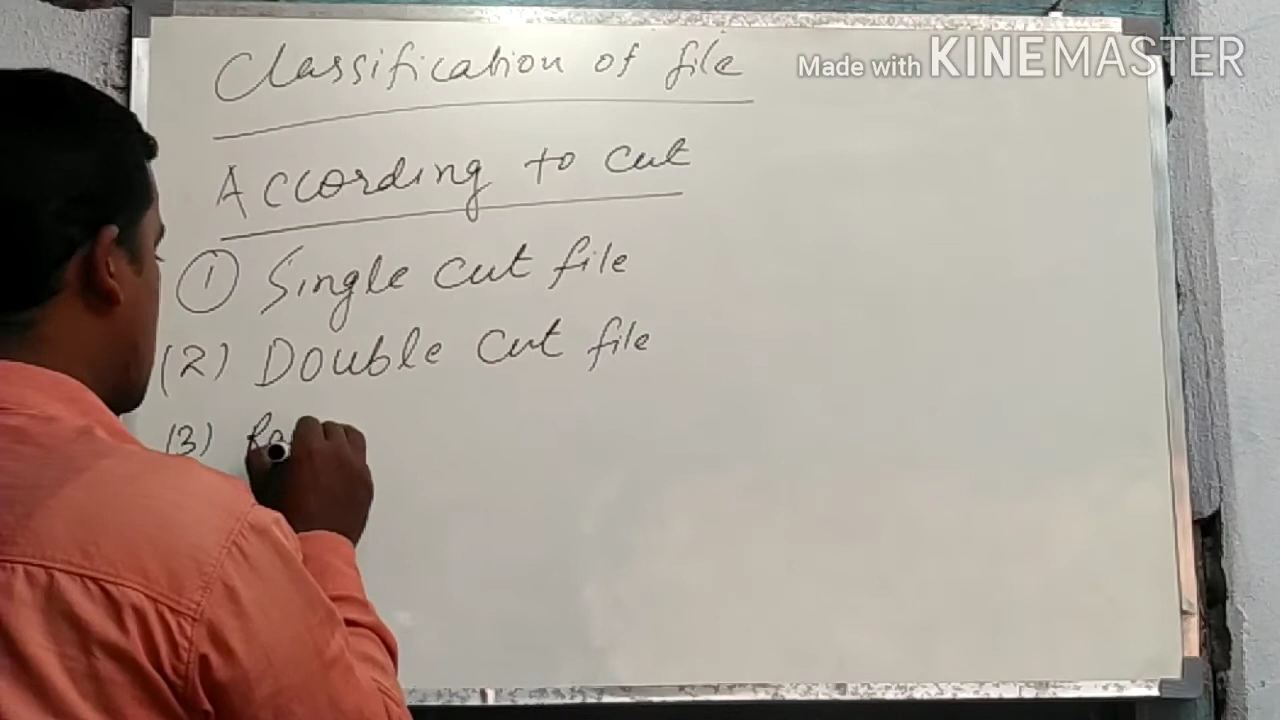 Classification of file
Made with KINEMASTER
According to cut
① Single cut file
(2) Double cut file
(3)